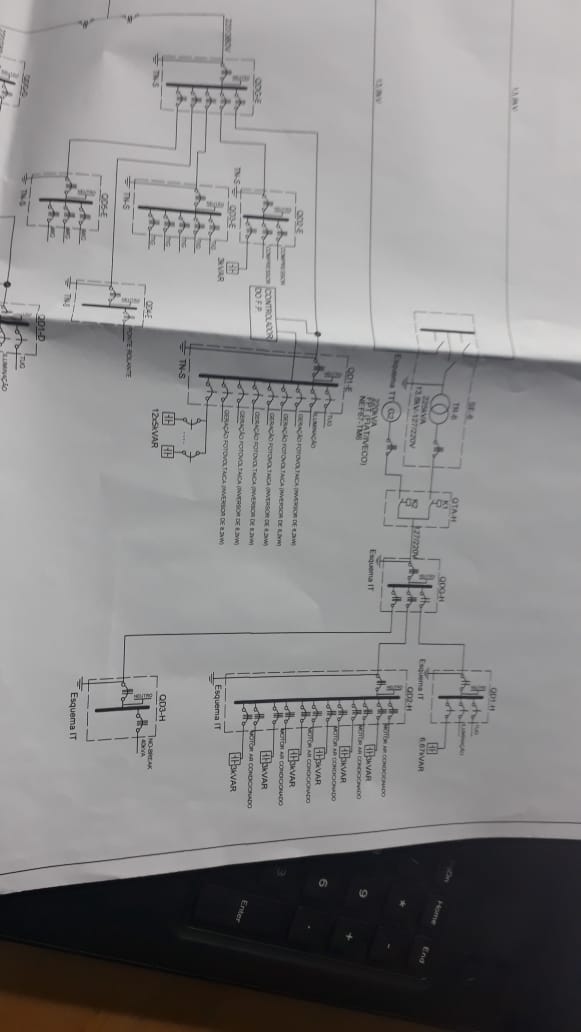 13,8kV
SE-6
TR-6
225kVA
13.8kV-127/220V
QTA-H
K1
K2
127/220V
QDG-H
Esquema IT
QD1-H
TUG
ILUMINAÇÃO
6.67kVAR
Esquema IT
QD2-H
MOTOR AR CONDICIONADO
3kVAR
MOTOR AR CONDICIONADO
3kVAR
MOTOR AR CONDICIONADO
3kVAR
MOTOR AR CONDICIONADO
3kVAR
MOTOR AR CONDICIONADO
3kVAR
MOTOR AR CONDICIONADO
3kVAR
Esquema IT
QD3-H
NO-BREAK
40kVA
Esquema IT
Esquema TT
G2
220kVA
FPT (FIAT/IVECO)
NEF67-TM6
13,8kV
QD1-E
TUG
ILUMINAÇÃO
GERAÇÃO FOTOVOLTAICA (INVERSOR DE 8.2kW)
GERAÇÃO FOTOVOLTAICA (INVERSOR DE 8.2kW)
GERAÇÃO FOTOVOLTAICA (INVERSOR DE 8.2kW)
GERAÇÃO FOTOVOLTAICA (INVERSOR DE 8.2kW)
GERAÇÃO FOTOVOLTAICA (INVERSOR DE 8.2kW)
GERAÇÃO FOTOVOLTAICA (INVERSOR DE 8.2kW)
12x5kVAR
TN-S
CONTROLADOR
DO F.P.
QD2-E
COMPRESSOR
COMPRESSOR
3kVAR
TN-S
QDG-E
220/380V
TN-S
QD3-E
TN-S
QD4-E
PONTE ROLANTE
TN-S
QD5-E
TN-S
QD1-D
TUG
ILUMINAÇÃO
QDG-D
Home
End
*
-
9
+
6
.
3
Enter